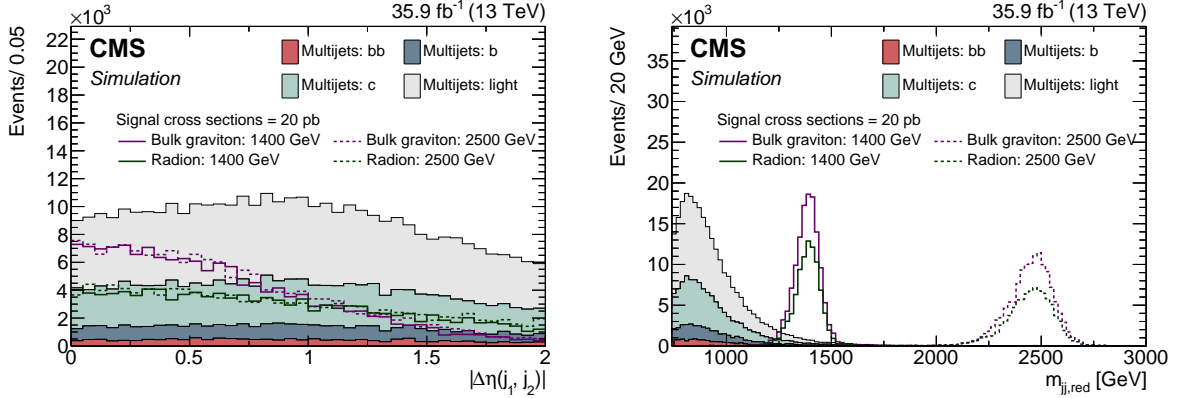 ×10³
35.9 fb⁻¹ (13 TeV)
Events/ 0.05
22
20
18
16
14
12
10
8
6
4
2
0
CMS
Simulation
Multijets: bb
Multijets: b
Multijets: c
Multijets: light
Signal cross sections = 20 pb
Bulk graviton: 1400 GeV
Bulk graviton: 2500 GeV
Radion: 1400 GeV
Radion: 2500 GeV
0 0.5 1 1.5 2
|Δη(j₁, j₂)|
×10³
35.9 fb⁻¹ (13 TeV)
Events/ 20 GeV
35
30
25
20
15
10
5
0
CMS
Simulation
Multijets: bb
Multijets: b
Multijets: c
Multijets: light
Signal cross sections = 20 pb
Bulk graviton: 1400 GeV
Bulk graviton: 2500 GeV
Radion: 1400 GeV
Radion: 2500 GeV
1000 1500 2000 2500 3000
m_jj,red [GeV]